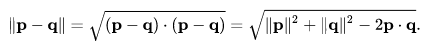 ‖p − q‖ = √(p − q) · (p − q) = √‖p‖² + ‖q‖² − 2p · q.